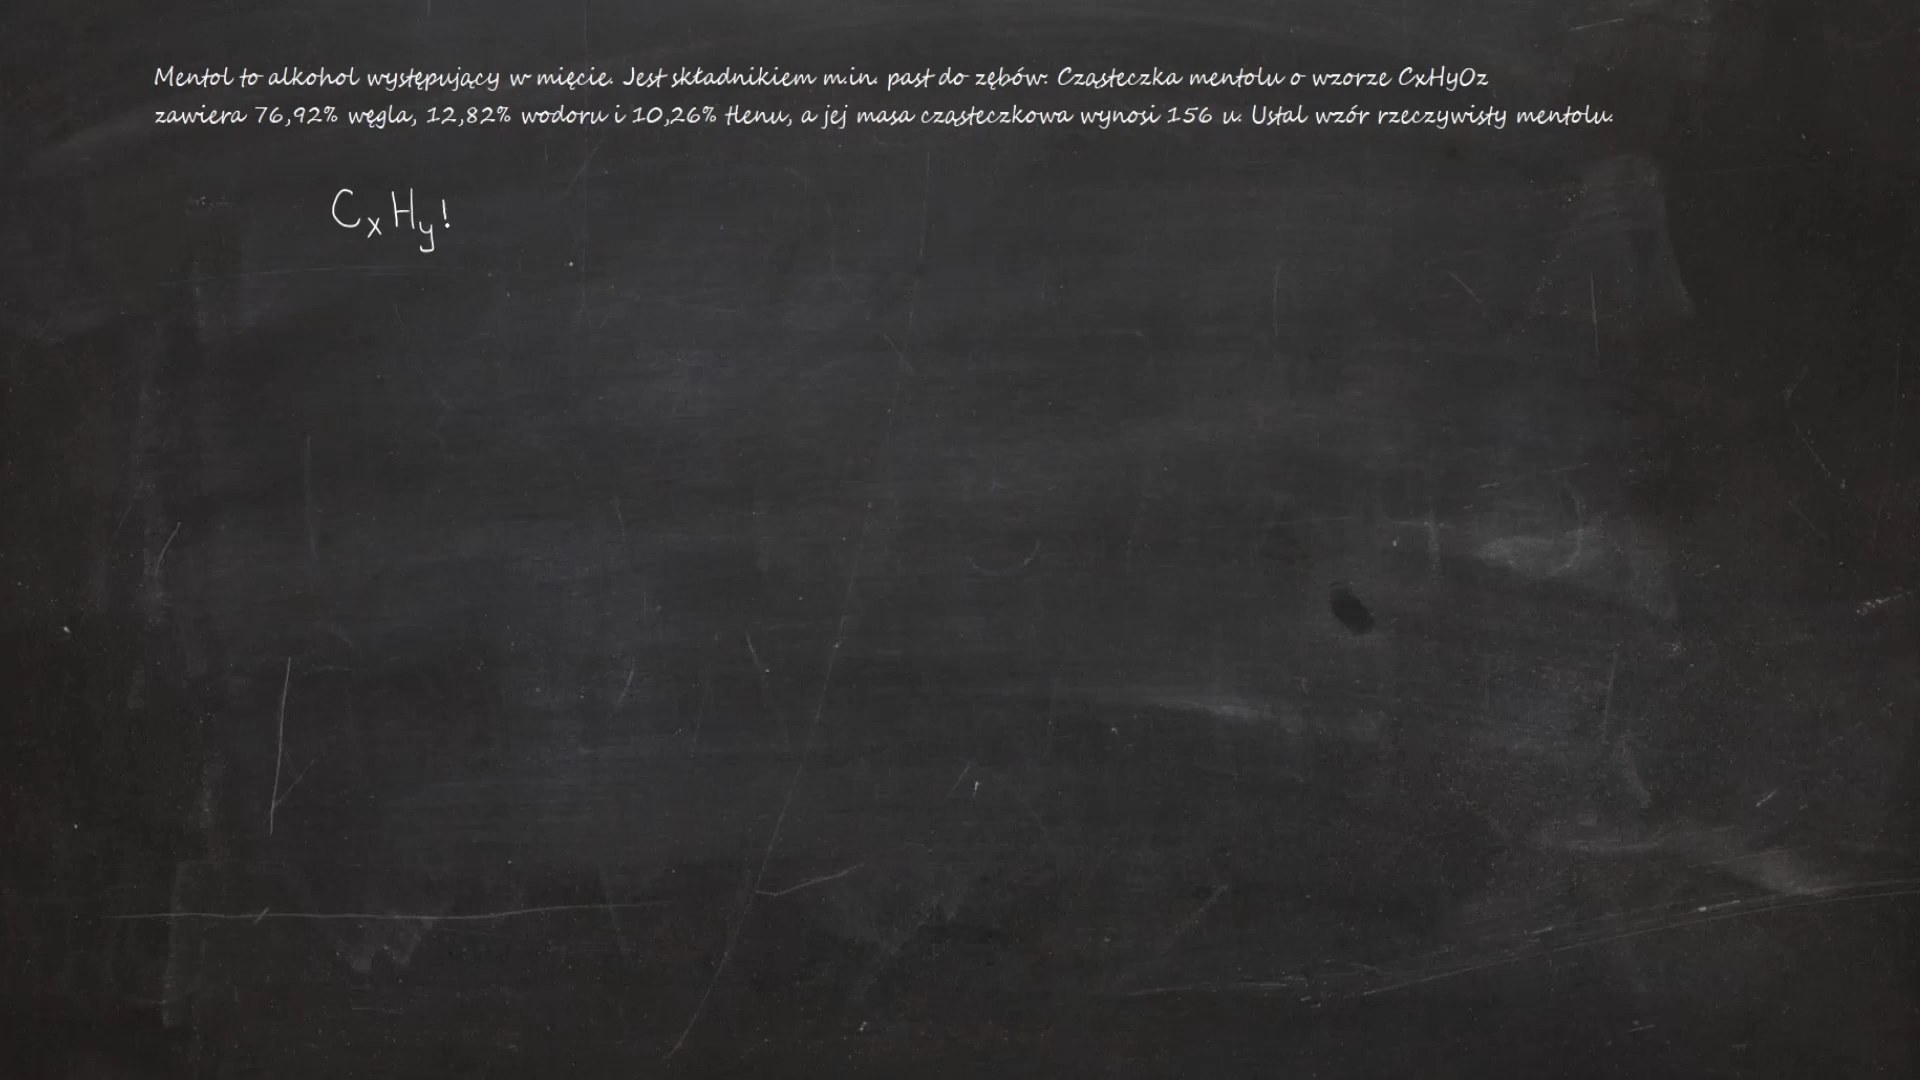 Mentol to alkohol występujący w mięcie. Jest składnikiem m.in. past do zębów. Cząsteczka mentolu o wzorze CxHyOz
zawiera 76,92% węgla, 12,82% wodoru i 10,26% tlenu, a jej masa cząsteczkowa wynosi 156 u. Ustal wzór rzeczywisty mentolu.
CxHy!